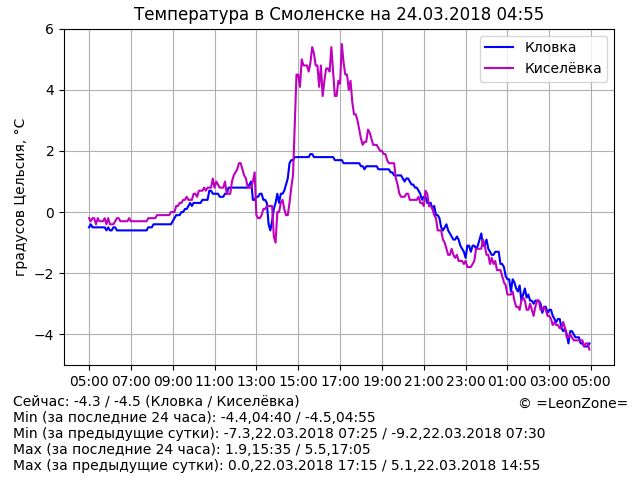 Температура в Смоленске на 24.03.2018 04:55
Кловка
Киселёвка
градусов Цельсия, °C
6
4
2
0
−2
−4
05:00 07:00 09:00 11:00 13:00 15:00 17:00 19:00 21:00 23:00 01:00 03:00 05:00
Сейчас: -4.3 / -4.5 (Кловка / Киселёвка)
© =LeonZone=
Min (за последние 24 часа): -4.4,04:40 / -4.5,04:55
Min (за предыдущие сутки): -7.3,22.03.2018 07:25 / -9.2,22.03.2018 07:30
Max (за последние 24 часа): 1.9,15:35 / 5.5,17:05
Max (за предыдущие сутки): 0.0,22.03.2018 17:15 / 5.1,22.03.2018 14:55